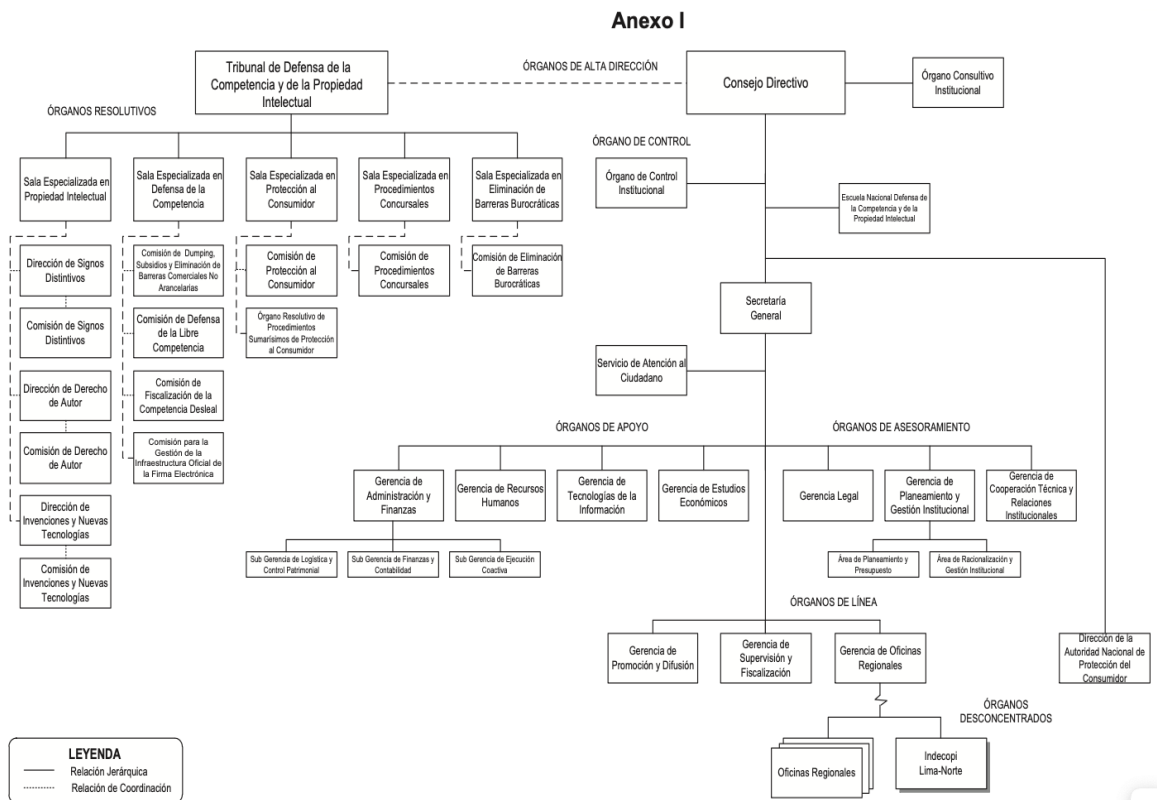 Anexo I
Tribunal de Defensa de la
Competencia y de la Propiedad
Intelectual
ÓRGANOS DE ALTA DIRECCIÓN
Consejo Directivo
Órgano Consultivo
Institucional
ÓRGANOS RESOLUTIVOS
ÓRGANO DE CONTROL
Sala Especializada en
Propiedad Intelectual
Sala Especializada en
Defensa de la
Competencia
Sala Especializada en
Protección al
Consumidor
Sala Especializada en
Procedimientos
Concursales
Sala Especializada en
Eliminación de
Barreras Burocráticas
Órgano de Control
Institucional
Escuela Nacional Defensa de
la Competencia y de la
Propiedad Intelectual
Dirección de Signos
Distintivos
Comisión de Dumping,
Subsidios y Eliminación de
Barreras Comerciales No
Arancelarias
Comisión de
Protección al
Consumidor
Comisión de
Procedimientos
Concursales
Comisión de Eliminación
de Barreras
Burocráticas
Secretaría
General
Comisión de Signos
Distintivos
Comisión de Defensa
de la Libre
Competencia
Órgano Resolutivo de
Procedimientos
Sumarísimos de Protección
al Consumidor
Servicio de Atención al
Ciudadano
Dirección de Derecho
de Autor
Comisión de
Fiscalización de la
Competencia Desleal
Comisión de Derecho
de Autor
Comisión para la
Gestión de la
Infraestructura Oficial de
la Firma Electrónica
ÓRGANOS DE APOYO
ÓRGANOS DE ASESORAMIENTO
Gerencia de
Administración y
Finanzas
Gerencia de Recursos
Humanos
Gerencia de
Tecnologías de la
Información
Gerencia de Estudios
Económicos
Gerencia Legal
Gerencia de
Planeamiento y
Gestión Institucional
Gerencia de
Cooperación Técnica y
Relaciones
Institucionales
Dirección de
Invenciones y Nuevas
Tecnologías
Comisión de
Invenciones y Nuevas
Tecnologías
Sub Gerencia de Logística y
Control Patrimonial
Sub Gerencia de Finanzas y
Contabilidad
Sub Gerencia de Ejecución
Coactiva
Área de Planeamiento y
Presupuesto
Área de Racionalización y
Gestión Institucional
ÓRGANOS DE LÍNEA
Gerencia de
Promoción y Difusión
Gerencia de
Supervisión y
Fiscalización
Gerencia de Oficinas
Regionales
Dirección de la
Autoridad Nacional de
Protección del
Consumidor
ÓRGANOS
DESCONCENTRADOS
Oficinas Regionales
Indecopi
Lima-Norte
LEYENDA
Relación Jerárquica
Relación de Coordinación